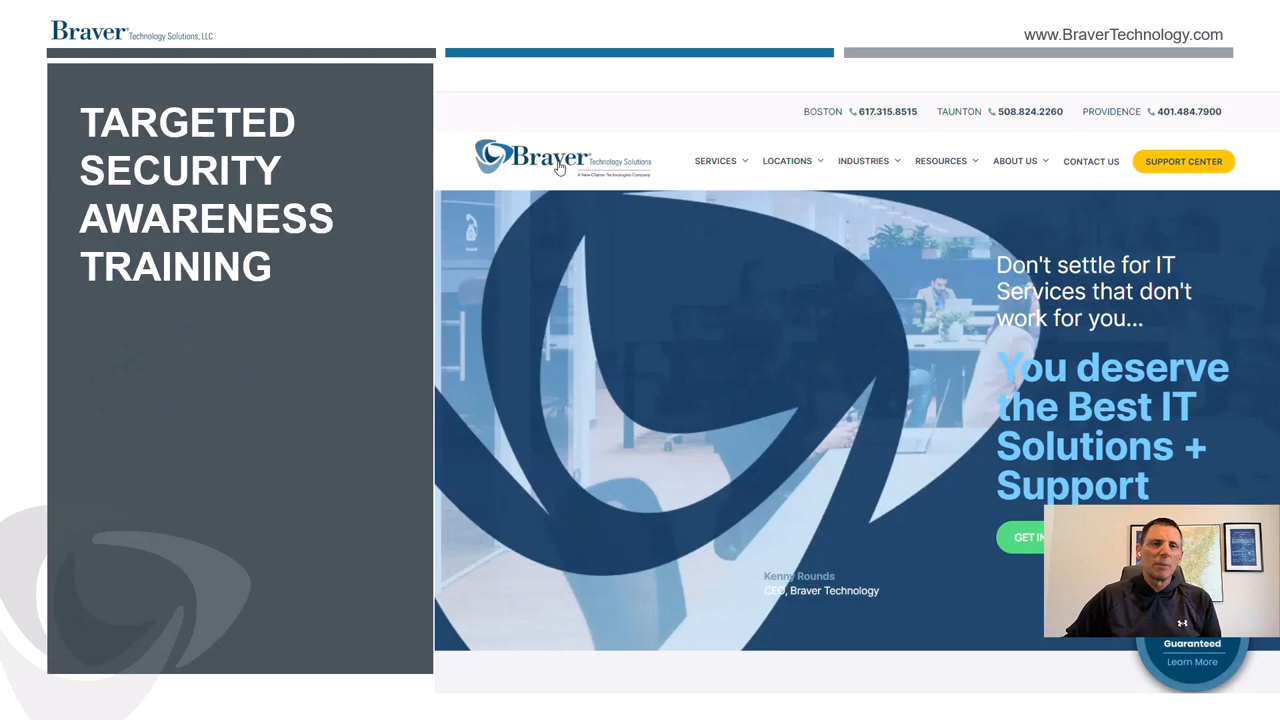 Braver® Technology Solutions, LLC
www.BraverTechnology.com
TARGETED
SECURITY
AWARENESS
TRAINING
BOSTON 617.315.8515 TAUNTON 508.824.2260 PROVIDENCE 401.484.7900
Braver® Technology Solutions
A New Charter Technologies Company
SERVICES LOCATIONS INDUSTRIES RESOURCES ABOUT US CONTACT US SUPPORT CENTER
Don't settle for IT
Services that don't
work for you...
You deserve
the Best IT
Solutions +
Support
GET IN
Kenny Rounds
CEO, Braver Technology
Guaranteed
Learn More